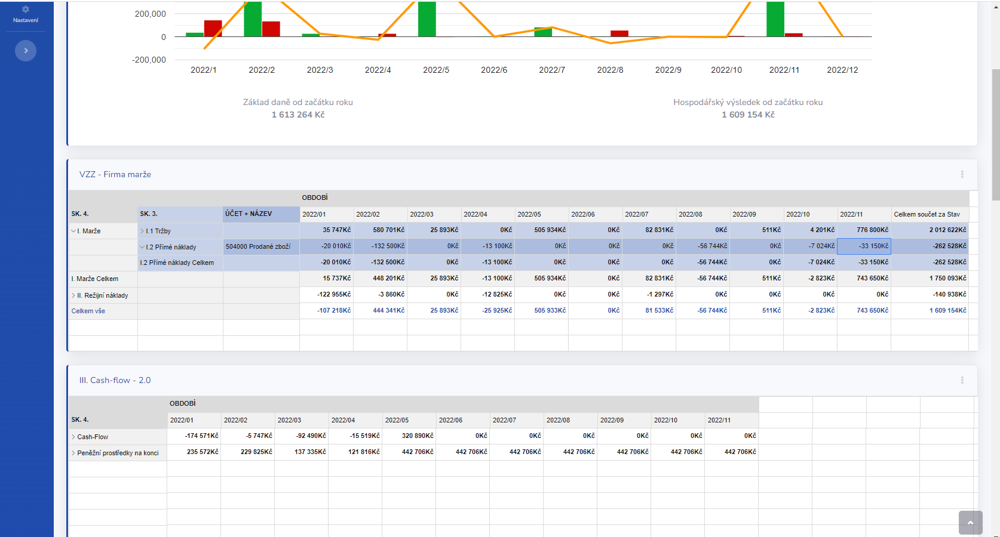 Nastavení
200,000
0
-200,000
2022/1 2022/2 2022/3 2022/4 2022/5 2022/6 2022/7 2022/8 2022/9 2022/10 2022/11 2022/12
Základ daně od začátku roku
1 613 264 Kč
Hospodářský výsledek od začátku roku
1 609 154 Kč
VZZ - Firma marže
OBDOBÍ
SK. 4. SK. 3. ÚČET + NÁZEV 2022/01 2022/02 2022/03 2022/04 2022/05 2022/06 2022/07 2022/08 2022/09 2022/10 2022/11 Celkem součet za Stav
I. Marže I.1 Tržby 35 747Kč 580 701Kč 25 893Kč 0Kč 505 934Kč 0Kč 82 831Kč 0Kč 511Kč 4 201Kč 776 800Kč 2 012 622Kč
I.2 Přímé náklady 504000 Prodané zboží -20 010Kč -132 500Kč 0Kč -13 100Kč 0Kč 0Kč 0Kč -56 744Kč 0Kč -7 024Kč -33 150Kč -262 528Kč
I.2 Přímé náklady Celkem -20 010Kč -132 500Kč 0Kč -13 100Kč 0Kč 0Kč 0Kč -56 744Kč 0Kč -7 024Kč -33 150Kč -262 528Kč
I. Marže Celkem 15 737Kč 448 201Kč 25 893Kč -13 100Kč 505 934Kč 0Kč 82 831Kč -56 744Kč 511Kč -2 823Kč 743 650Kč 1 750 093Kč
II. Režijní náklady -122 955Kč -3 860Kč 0Kč -12 825Kč 0Kč 0Kč -1 297Kč 0Kč 0Kč 0Kč 0Kč -140 938Kč
Celkem vše -107 218Kč 444 341Kč 25 893Kč -25 925Kč 505 933Kč 0Kč 81 533Kč -56 744Kč 511Kč -2 823Kč 743 650Kč 1 609 154Kč
III. Cash-flow - 2.0
OBDOBÍ
SK. 4. 2022/01 2022/02 2022/03 2022/04 2022/05 2022/06 2022/07 2022/08 2022/09 2022/10 2022/11
Cash-Flow -174 571Kč -5 747Kč -92 490Kč -15 519Kč 320 890Kč 0Kč 0Kč 0Kč 0Kč 0Kč 0Kč
Peněžní prostředky na konci 235 572Kč 229 825Kč 137 335Kč 121 816Kč 442 706Kč 442 706Kč 442 706Kč 442 706Kč 442 706Kč 442 706Kč 442 706Kč